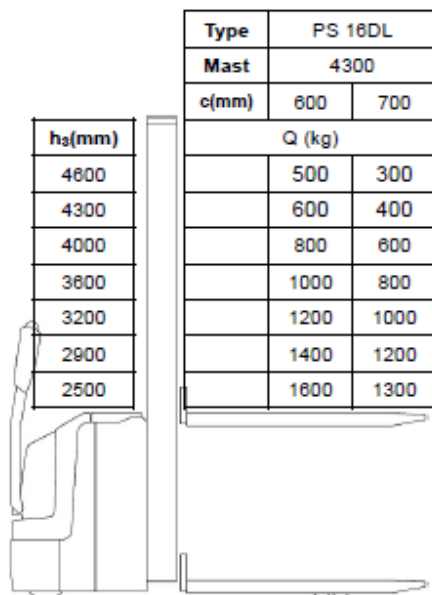 Type PS 16DL
Mast 4300
c(mm) 600 700
h₃(mm) Q (kg)
4600 500 300
4300 600 400
4000 800 600
3600 1000 800
3200 1200 1000
2900 1400 1200
2500 1600 1300